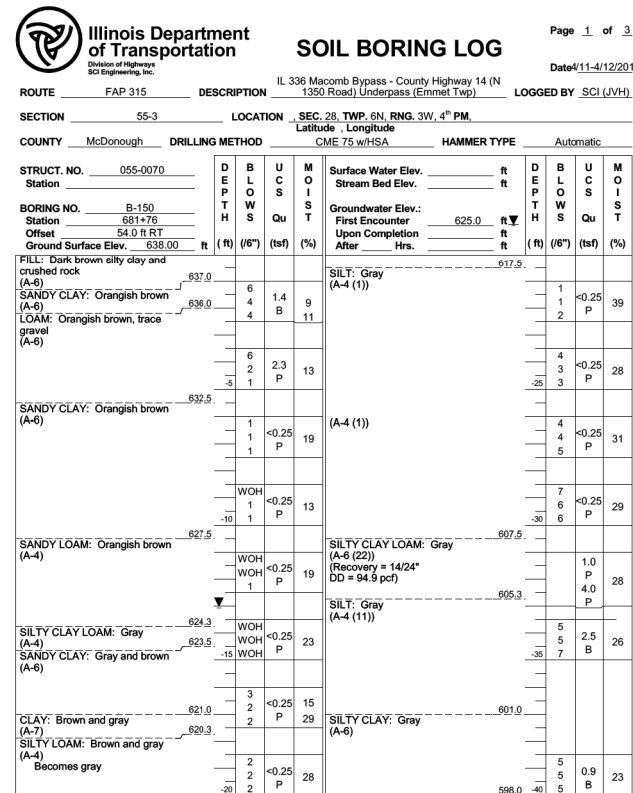 Illinois Department
of Transportation
Division of Highways
SCI Engineering, Inc.
SOIL BORING LOG
Page 1 of 3
Date 4/11-4/12/201
ROUTE FAP 315 DESCRIPTION IL 336 Macomb Bypass - County Highway 14 (N
1350 Road) Underpass (Emmet Twp) LOGGED BY SCI (JVH)
SECTION 55-3 LOCATION , SEC. 28, TWP. 6N, RNG. 3W, 4th PM,
Latitude , Longitude
COUNTY McDonough DRILLING METHOD CME 75 w/HSA HAMMER TYPE Automatic
STRUCT. NO. 055-0070
Station
BORING NO. B-150
Station 681+76
Offset 54.0 ft RT
Ground Surface Elev. 638.00 ft
DEPTH (ft)
BLOWS (/6")
UCS Qu (tsf)
MOIST (%)
Surface Water Elev. ft
Stream Bed Elev. ft
Groundwater Elev.:
First Encounter 625.0 ft ▼
Upon Completion ft
After Hrs. ft
DEPTH (ft)
BLOWS (/6")
UCS Qu (tsf)
MOIST (%)
FILL: Dark brown silty clay and
crushed rock
(A-6) 637.0
SANDY CLAY: Orangish brown
(A-6) 636.0
LOAM: Orangish brown, trace
gravel
(A-6)
6
4 1.4 9
4 B 11
6
2 2.3 13
-5 1 P
632.5
SANDY CLAY: Orangish brown
(A-6)
1
1 <0.25 19
1 P
WOH
1 <0.25 13
-10 1 P
627.5
SANDY LOAM: Orangish brown
(A-4)
WOH
WOH <0.25 19
1 P
▼
624.3
SILTY CLAY LOAM: Gray
(A-4) 623.5
SANDY CLAY: Gray and brown
(A-6)
WOH
WOH <0.25 23
-15 WOH P
3
2 <0.25 15
2 P 29
621.0
CLAY: Brown and gray
(A-7) 620.3
SILTY LOAM: Brown and gray
(A-4)
Becomes gray
2
2 <0.25 28
-20 2 P
617.5
SILT: Gray
(A-4 (1))
1
1 <0.25 39
2 P
4
3 <0.25 28
-25 3 P
(A-4 (1))
4
4 <0.25 31
5 P
7
6 <0.25 29
-30 6 P
607.5
SILTY CLAY LOAM: Gray
(A-6 (22))
(Recovery = 14/24"
DD = 94.9 pcf)
1.0
P 28
4.0
P
605.3
SILT: Gray
(A-4 (11))
5
5 2.5 26
-35 7 B
601.0
SILTY CLAY: Gray
(A-6)
5
5 0.9 23
598.0 -40 5 B